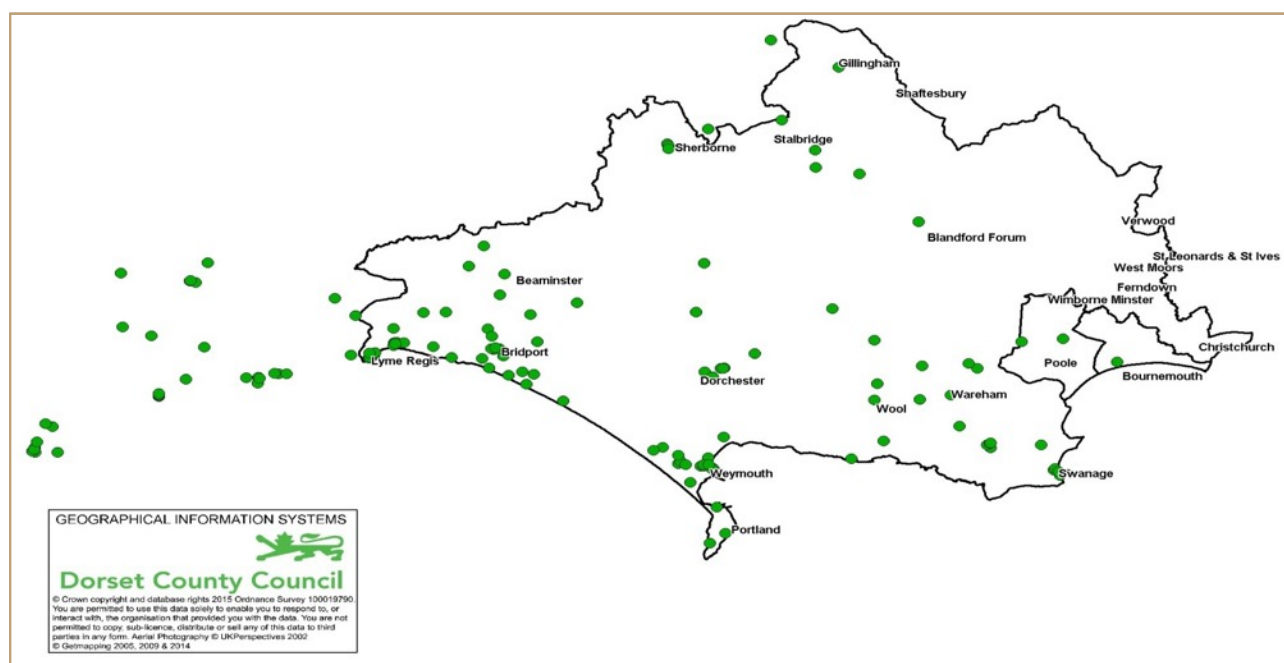 Gillingham
Shaftesbury
Stalbridge
Sherborne
Verwood
Blandford Forum
St Leonards & St Ives
West Moors
Beaminster
Ferndown
Wimborne Minster
Christchurch
Bridport
Lyme Regis
Poole
Bournemouth
Dorchester
Wareham
Wool
Weymouth
Swanage
Portland
GEOGRAPHICAL INFORMATION SYSTEMS
Dorset County Council
© Crown copyright and database rights 2015 Ordnance Survey 100019790.
You are permitted to use this data solely to enable you to respond to, or
interact with, the organisation that provided you with the data. You are not
permitted to copy, sub-licence, distribute or sell any of this data to third
parties in any form. Aerial Photography © UKPerspectives 2002
© Getmapping 2005, 2009 & 2014